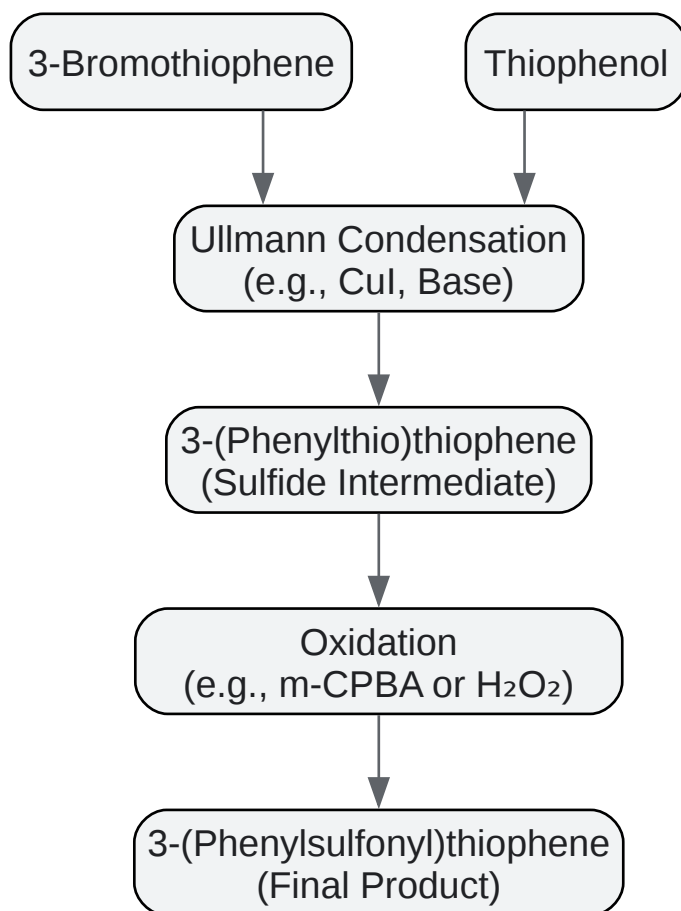 3-Bromothiophene
Thiophenol
Ullmann Condensation
(e.g., CuI, Base)
3-(Phenylthio)thiophene
(Sulfide Intermediate)
Oxidation
(e.g., m-CPBA or H₂O₂)
3-(Phenylsulfonyl)thiophene
(Final Product)